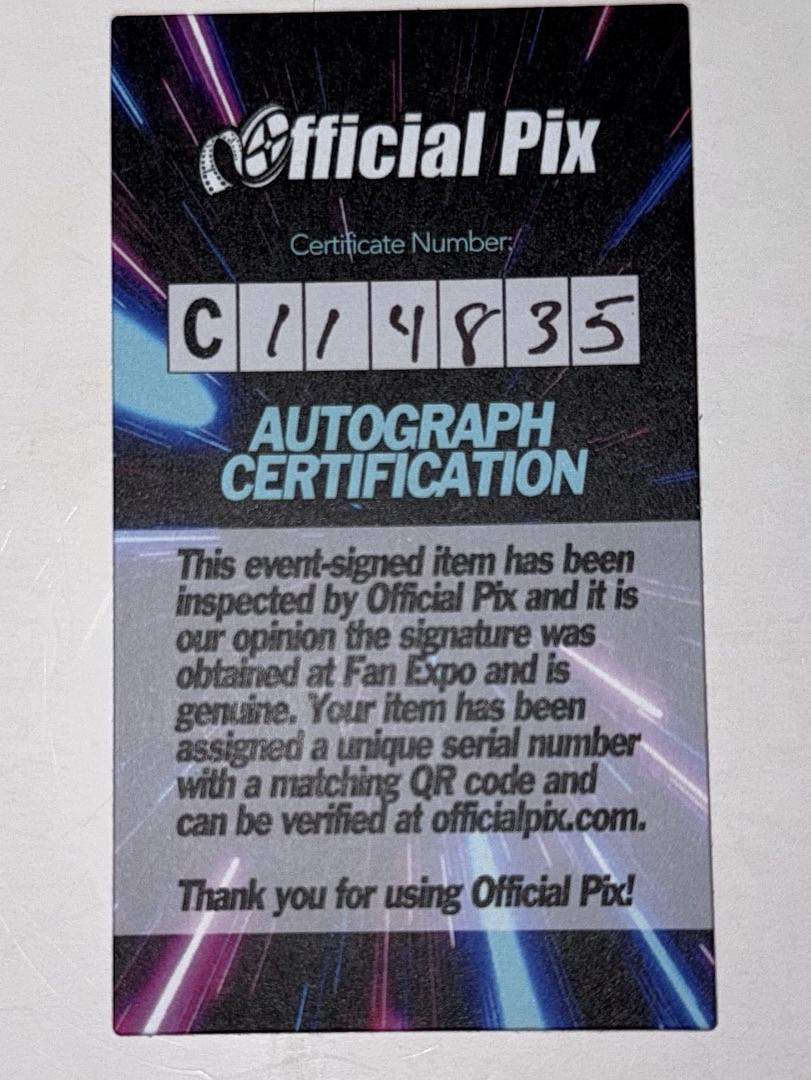 Official Pix
Certificate Number:
C114835
AUTOGRAPH
CERTIFICATION
This event-signed item has been
inspected by Official Pix and it is
our opinion the signature was
obtained at Fan Expo and is
genuine. Your item has been
assigned a unique serial number
with a matching QR code and
can be verified at officialpix.com.
Thank you for using Official Pix!